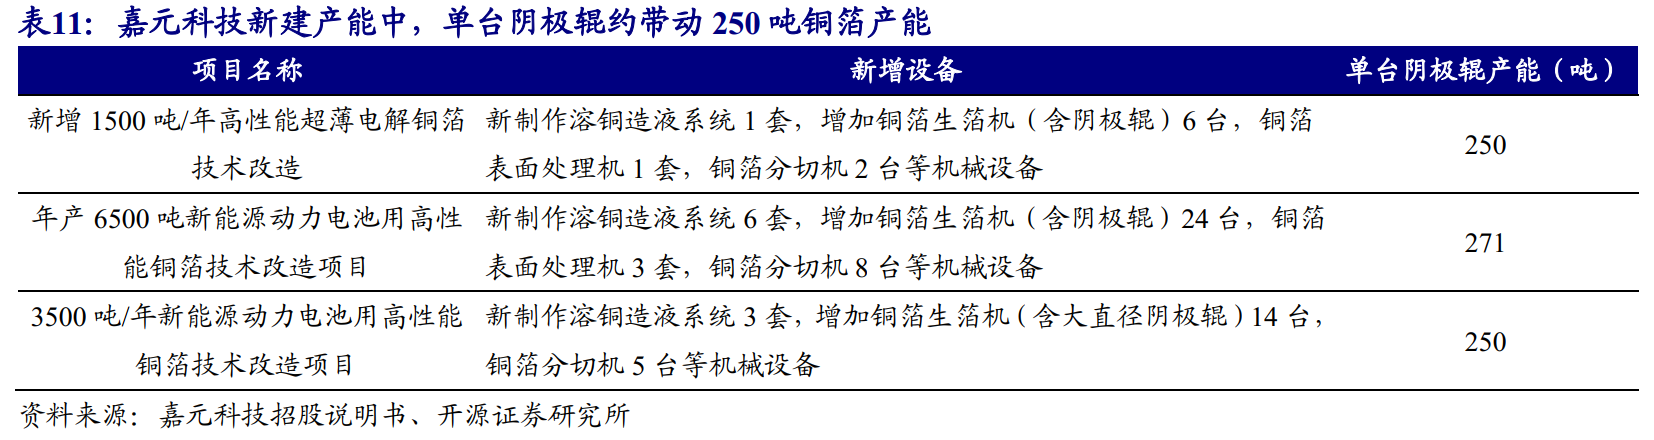 表11：嘉元科技新建产能中，单台阴极辊约带动 250 吨铜箔产能
项目名称 新增设备 单台阴极辊产能（吨）
新增 1500 吨/年高性能超薄电解铜箔 新制作溶铜造液系统 1 套，增加铜箔生箔机（含阴极辊）6 台，铜箔
技术改造 表面处理机 1 套，铜箔分切机 2 台等机械设备
250
年产 6500 吨新能源动力电池用高性 新制作溶铜造液系统 6 套，增加铜箔生箔机（含阴极辊）24 台，铜箔
能铜箔技术改造项目 表面处理机 3 套，铜箔分切机 8 台等机械设备
271
3500 吨/年新能源动力电池用高性能 新制作溶铜造液系统 3 套，增加铜箔生箔机（含大直径阴极辊）14 台，
铜箔技术改造项目 铜箔分切机 5 台等机械设备
250
资料来源：嘉元科技招股说明书、开源证券研究所